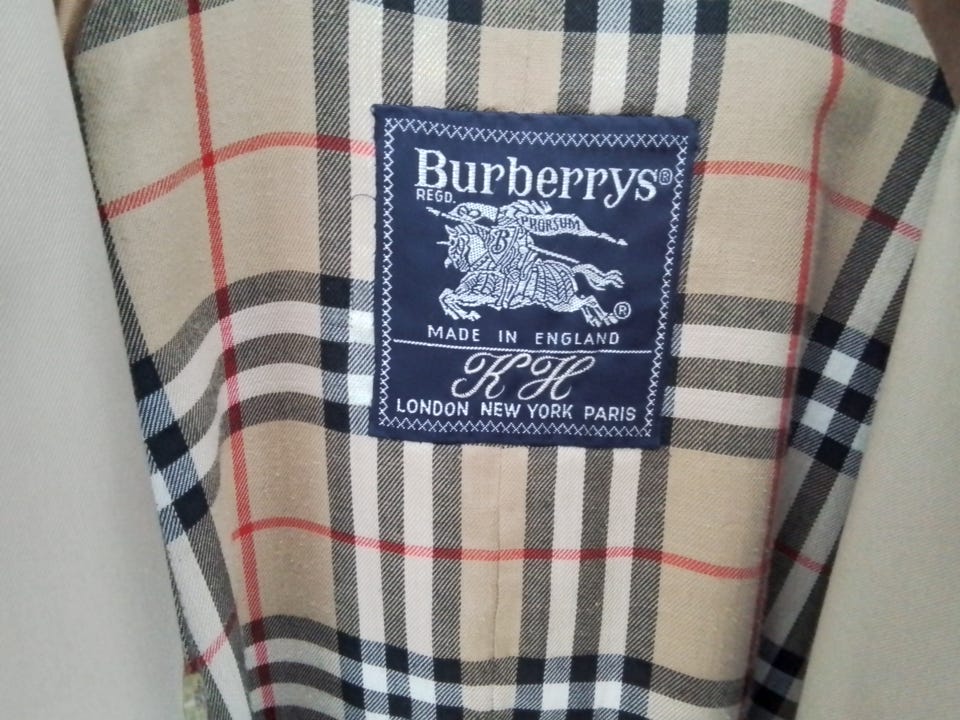 Burberrys®
REGD.
PRORSUM
B
®
MADE IN ENGLAND
KH
LONDON NEW YORK PARIS